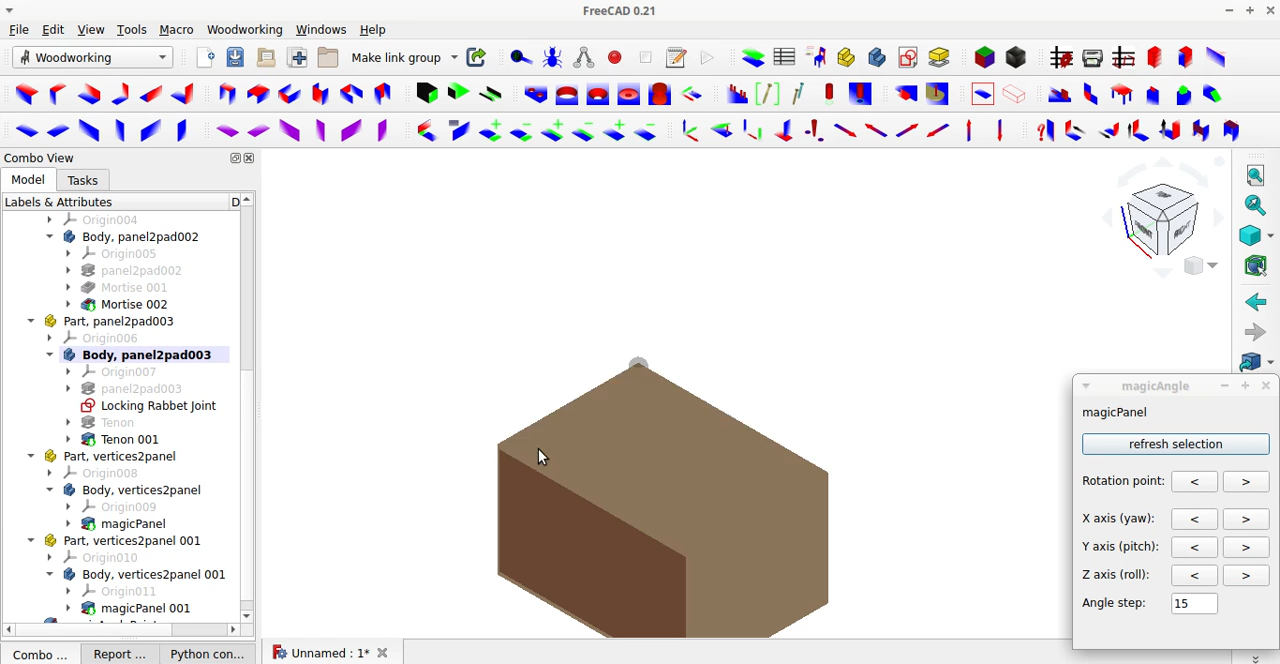 FreeCAD 0.21
File Edit View Tools Macro Woodworking Windows Help
Woodworking
Make link group
Combo View
Model Tasks
Labels & Attributes D
Origin004
Body, panel2pad002
Origin005
panel2pad002
Mortise 001
Mortise 002
Part, panel2pad003
Origin006
Body, panel2pad003
Origin007
panel2pad003
Locking Rabbet Joint
Tenon
Tenon 001
Part, vertices2panel
Origin008
Body, vertices2panel
Origin009
magicPanel
Part, vertices2panel 001
Origin010
Body, vertices2panel 001
Origin011
magicPanel 001
Combo ... Report ... Python con... Unnamed : 1*
FRONT RIGHT
magicAngle
magicPanel
refresh selection
Rotation point: < >
X axis (yaw): < >
Y axis (pitch): < >
Z axis (roll): < >
Angle step: 15